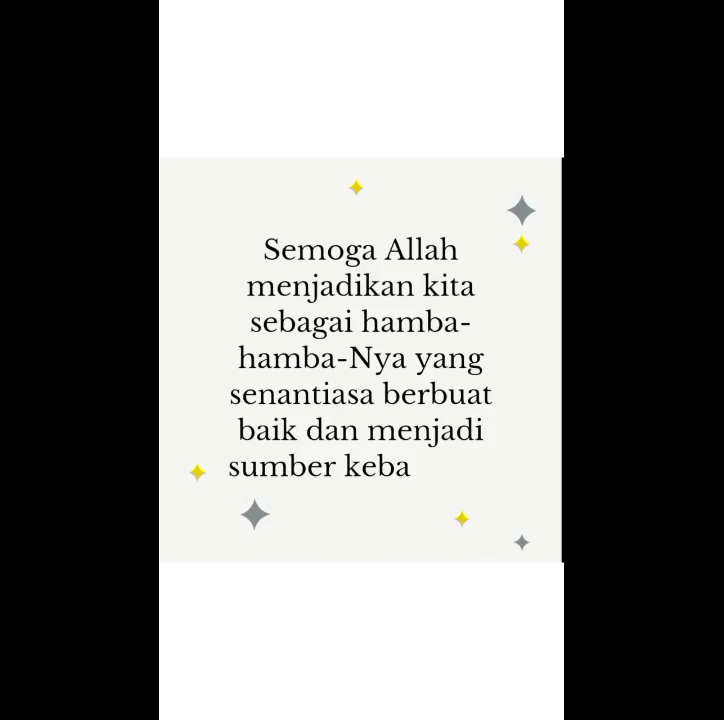 Semoga Allah
menjadikan kita
sebagai hamba-
hamba-Nya yang
senantiasa berbuat
baik dan menjadi
sumber keba